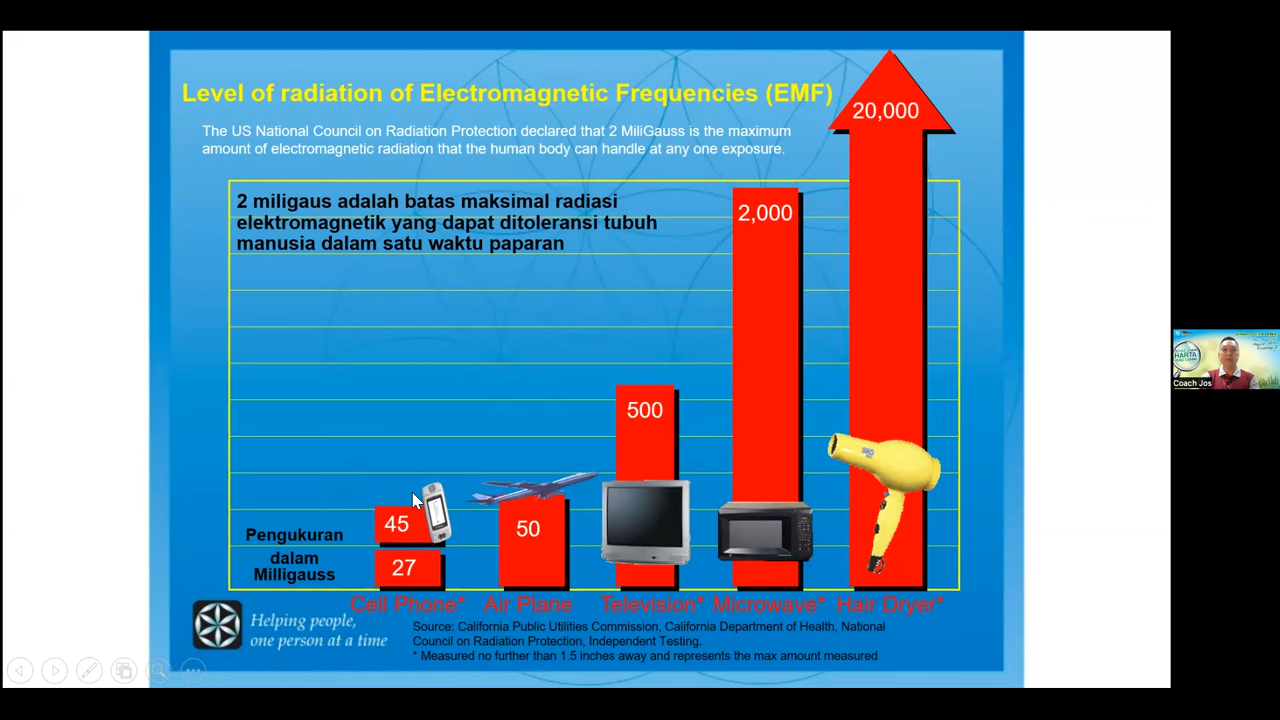 Level of radiation of Electromagnetic Frequencies (EMF)
20,000
The US National Council on Radiation Protection declared that 2 MiliGauss is the maximum
amount of electromagnetic radiation that the human body can handle at any one exposure.
2 miligaus adalah batas maksimal radiasi
elektromagnetik yang dapat ditoleransi tubuh
manusia dalam satu waktu paparan
2,000
500
45
50
27
Pengukuran
dalam
Milligauss
Cell Phone* Air Plane Television* Microwave* Hair Dryer*
Helping people,
one person at a time
Source: California Public Utilities Commission, California Department of Health, National
Council on Radiation Protection, Independent Testing.
* Measured no further than 1.5 inches away and represents the max amount measured
HARTA
Coach Jos